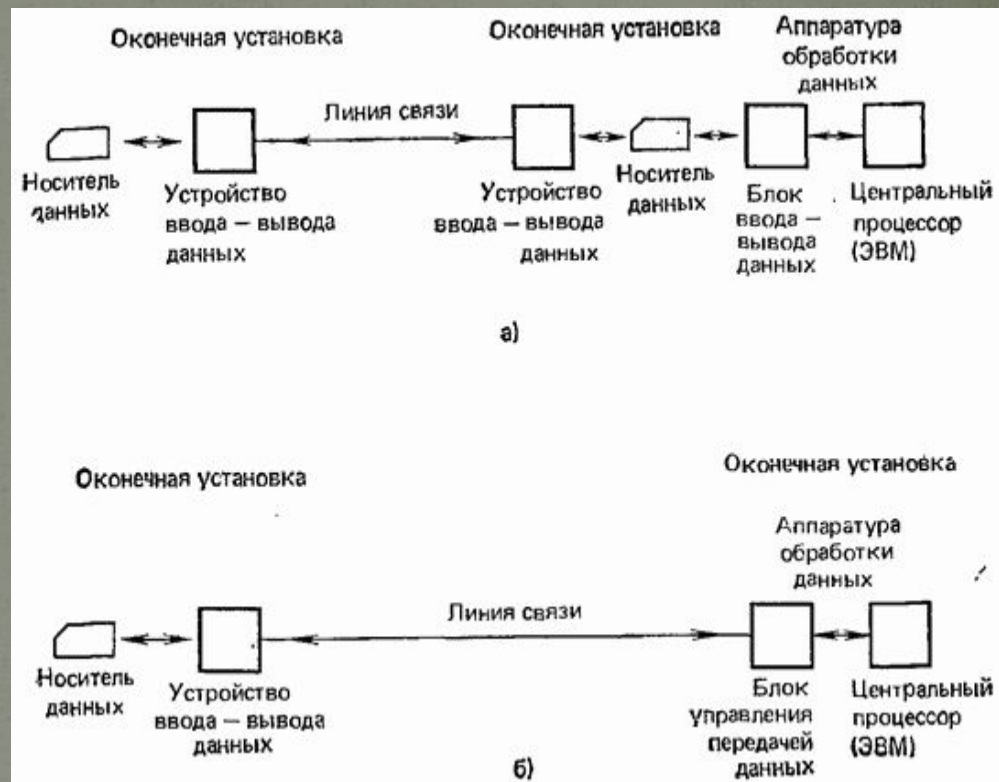 Оконечная установка
Оконечная установка
Аппаратура
обработки
данных
Линия связи
Носитель
данных
Устройство
ввода – вывода
данных
Устройство
ввода – вывода
данных
Носитель
данных
Блок
ввода –
вывода
данных
Центральный
процессор
(ЭВМ)
а)
Оконечная установка
Оконечная установка
Аппаратура
обработки
данных
Линия связи
Носитель
данных
Устройство
ввода – вывода
данных
Блок
управления
передачей
данных
Центральный
процессор
(ЭВМ)
б)